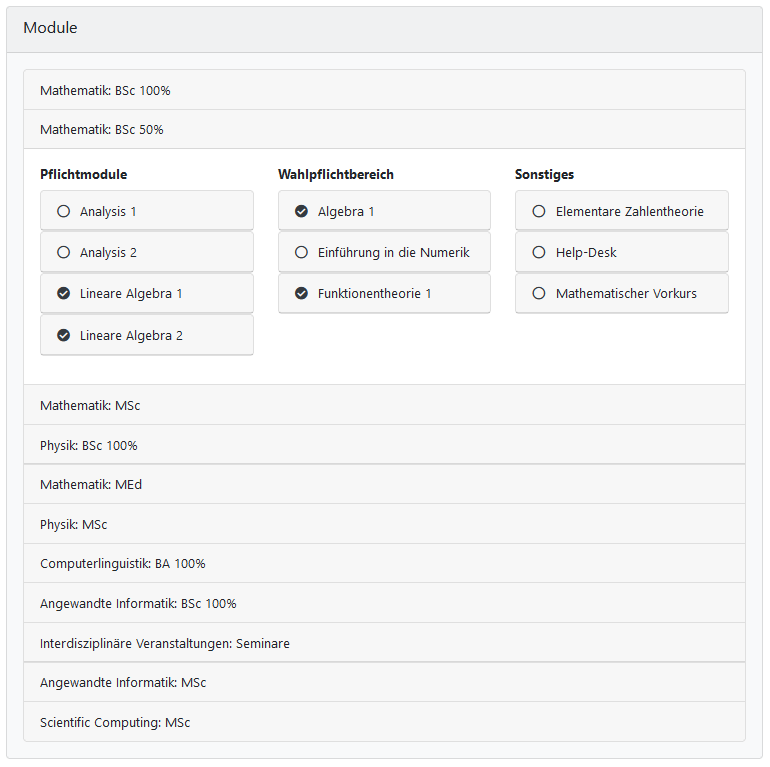 Module
Mathematik: BSc 100%
Mathematik: BSc 50%
Pflichtmodule
Analysis 1
Analysis 2
Lineare Algebra 1
Lineare Algebra 2
Wahlpflichtbereich
Algebra 1
Einführung in die Numerik
Funktionentheorie 1
Sonstiges
Elementare Zahlentheorie
Help-Desk
Mathematischer Vorkurs
Mathematik: MSc
Physik: BSc 100%
Mathematik: MEd
Physik: MSc
Computerlinguistik: BA 100%
Angewandte Informatik: BSc 100%
Interdisziplinäre Veranstaltungen: Seminare
Angewandte Informatik: MSc
Scientific Computing: MSc